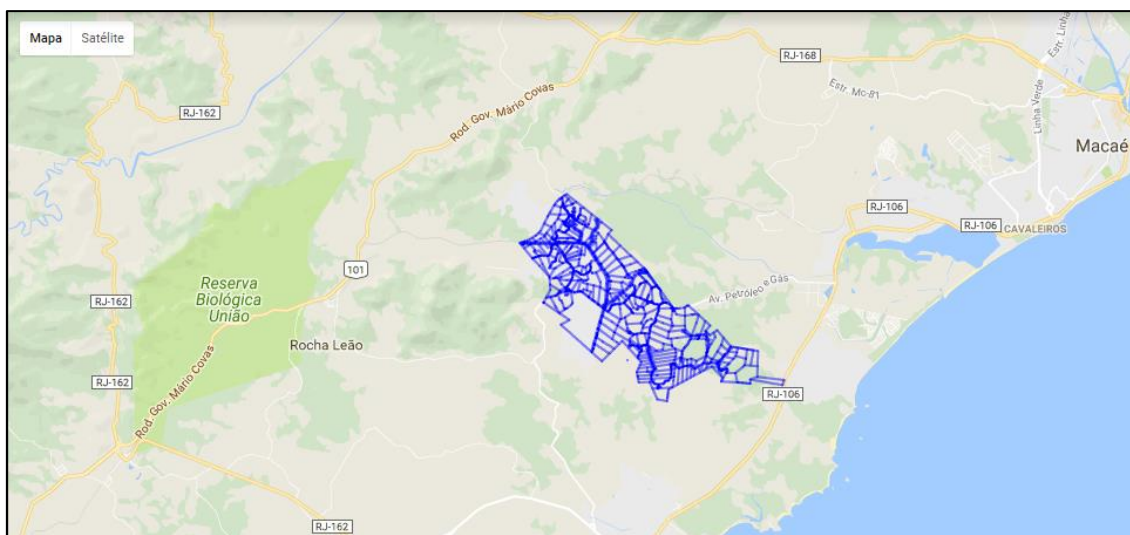 Mapa Satélite
RJ-168
Estr. Linha
Estr. Mc-81
Linha Verde
RJ-162
Rod. Gov. Mário Covas
Macaé
RJ-106
RJ-106
CAVALEIROS
101
Reserva
Biológica
União
Av. Petróleo e Gás
RJ-162
Rocha Leão
RJ-162
RJ-106
Rod. Gov. Mário Covas
RJ-162